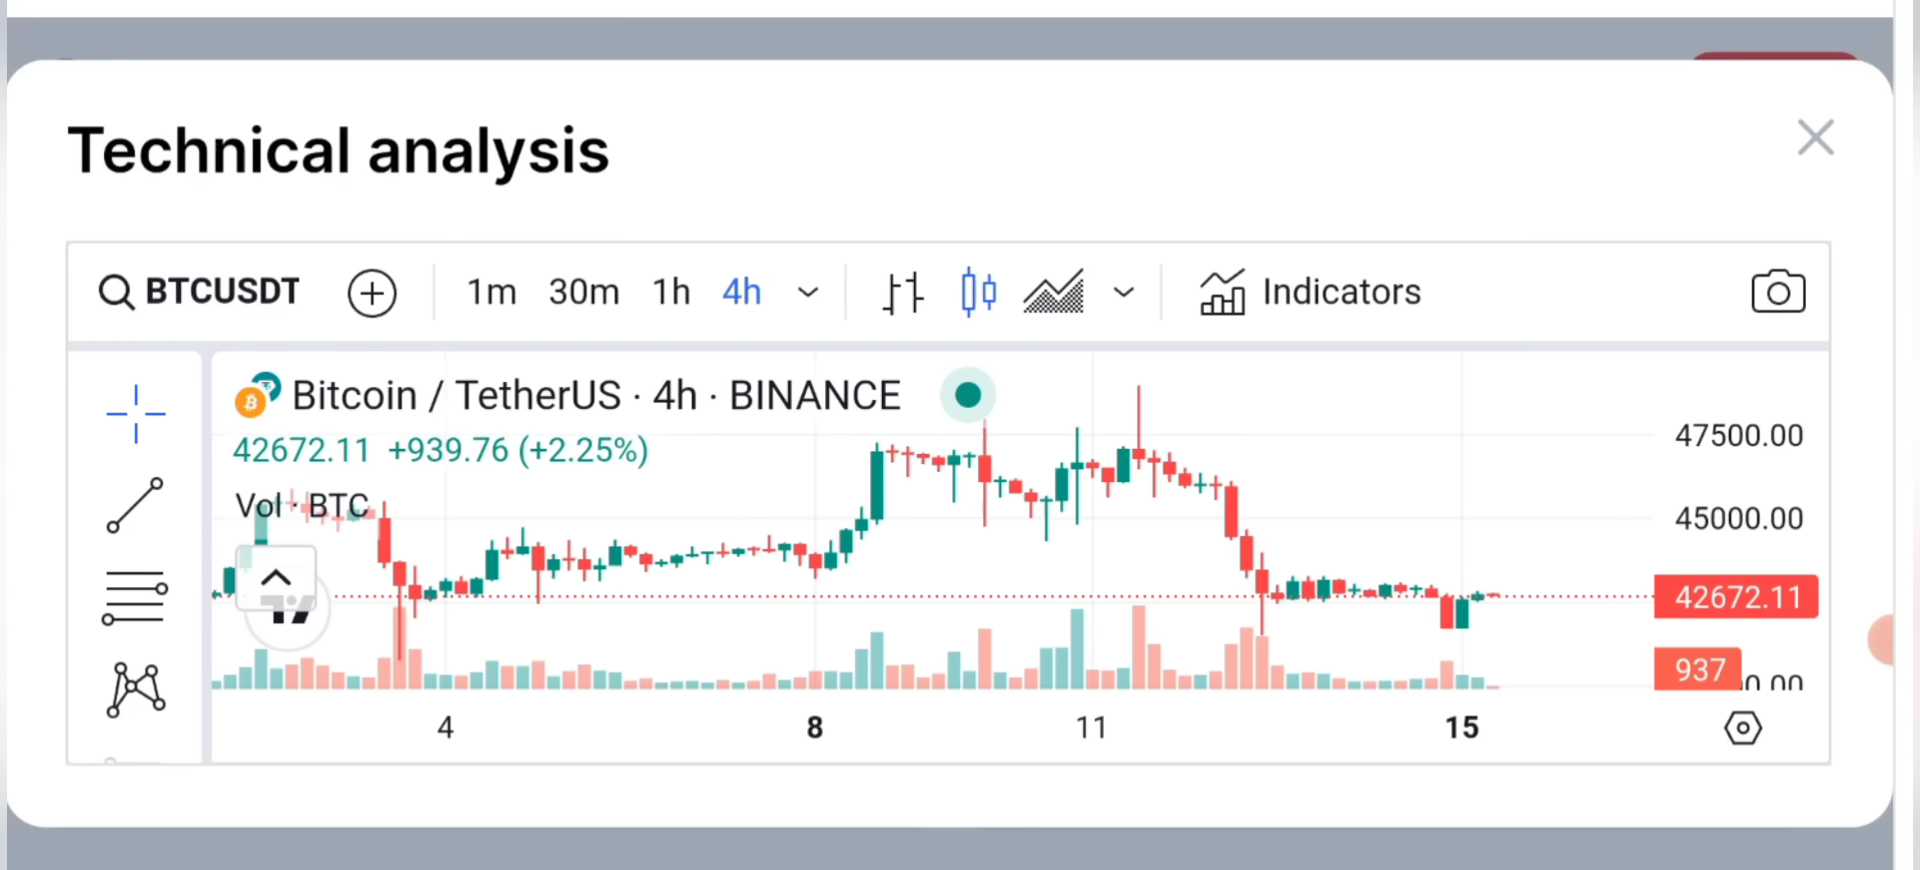 Technical analysis
BTCUSDT 1m 30m 1h 4h Indicators
Bitcoin / TetherUS · 4h · BINANCE
42672.11 +939.76 (+2.25%)
Vol · BTC
47500.00
45000.00
42672.11
937
4 8 11 15